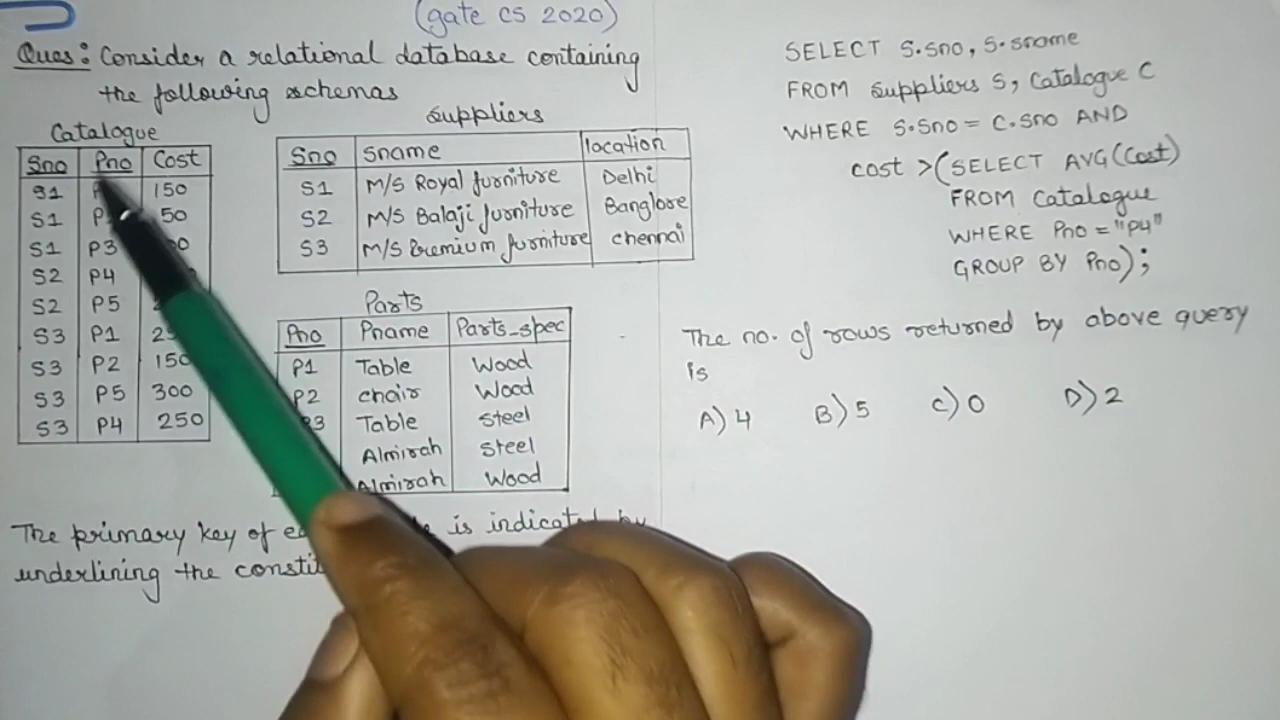 (gate CS 2020)
Ques: Consider a relational database containing
the following schemas
Catalogue
Sno Pno Cost
S1 150
S1 50
S1 P3
S2 P4
S2 P5
S3 P1
S3 P2 150
S3 P5 300
S3 P4 250
Suppliers
Sno Sname location
S1 M/S Royal furniture Delhi
S2 M/S Balaji furniture Banglore
S3 M/S Premium furniture chennai
Parts
Pno Pname Parts_spec
P1 Table Wood
P2 chair Wood
Table Steel
Almirah Steel
Almirah Wood
The primary key of is indicated by
underlining the
SELECT S.Sno, S.sname
FROM Suppliers S, Catalogue C
WHERE S.Sno = C.Sno AND
cost >(SELECT AVG(Cost)
FROM Catalogue
WHERE Pno = "P4"
GROUP BY Pno);
The no. of rows returned by above query
is
A) 4 B) 5 C) 0 D) 2